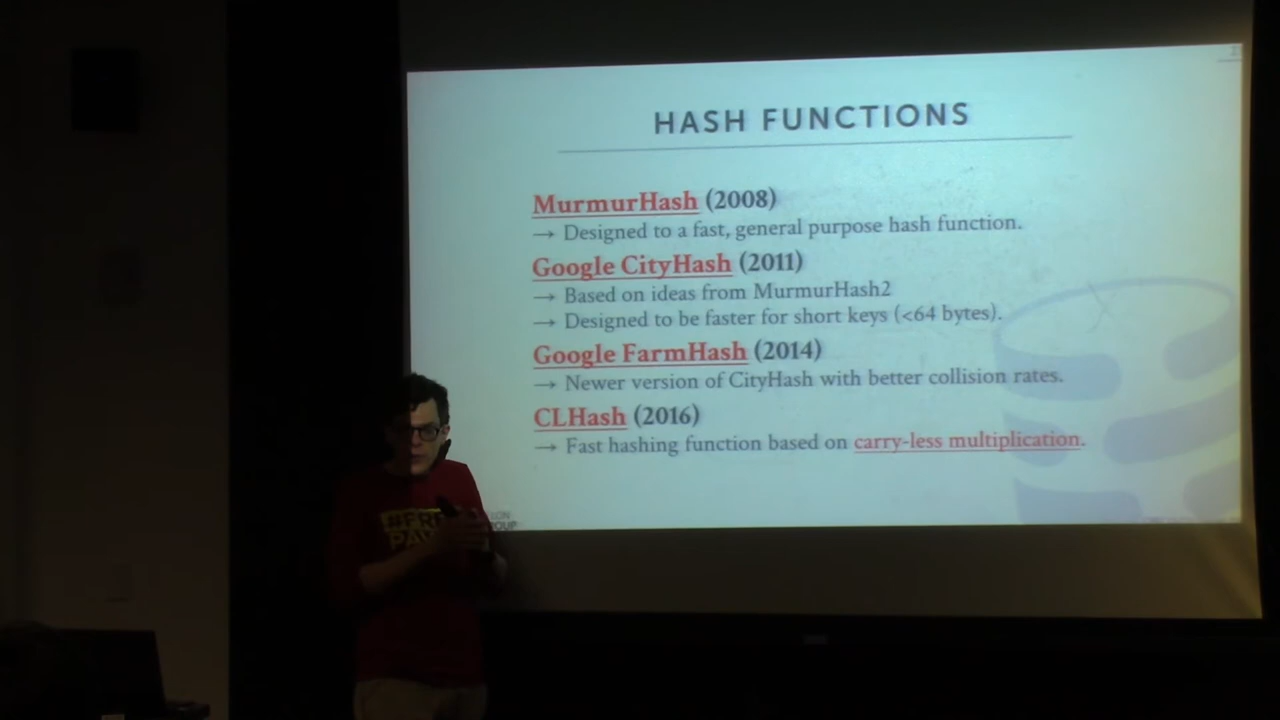 HASH FUNCTIONS
MurmurHash (2008)
→ Designed to a fast, general purpose hash function.
Google CityHash (2011)
→ Based on ideas from MurmurHash2
→ Designed to be faster for short keys (<64 bytes).
Google FarmHash (2014)
→ Newer version of CityHash with better collision rates.
CLHash (2016)
→ Fast hashing function based on carry-less multiplication.
#FRE